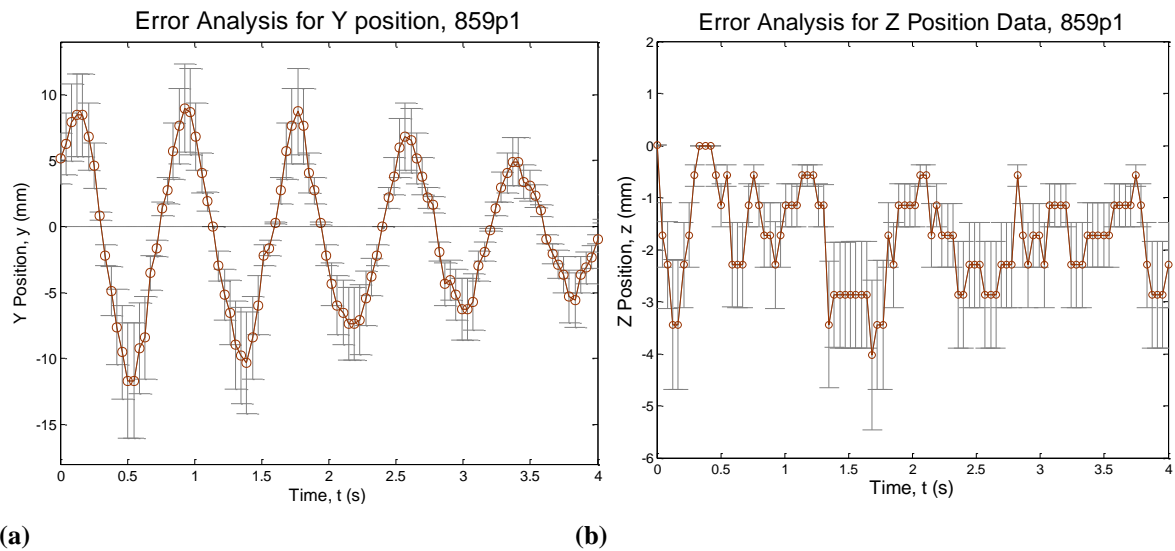 Error Analysis for Y position, 859p1
10
5
0
-5
-10
-15
Y Position, y (mm)
0 0.5 1 1.5 2 2.5 3 3.5 4
Time, t (s)
(a)
Error Analysis for Z Position Data, 859p1
2
1
0
-1
-2
-3
-4
-5
-6
Z Position, z (mm)
0 0.5 1 1.5 2 2.5 3 3.5 4
Time, t (s)
(b)